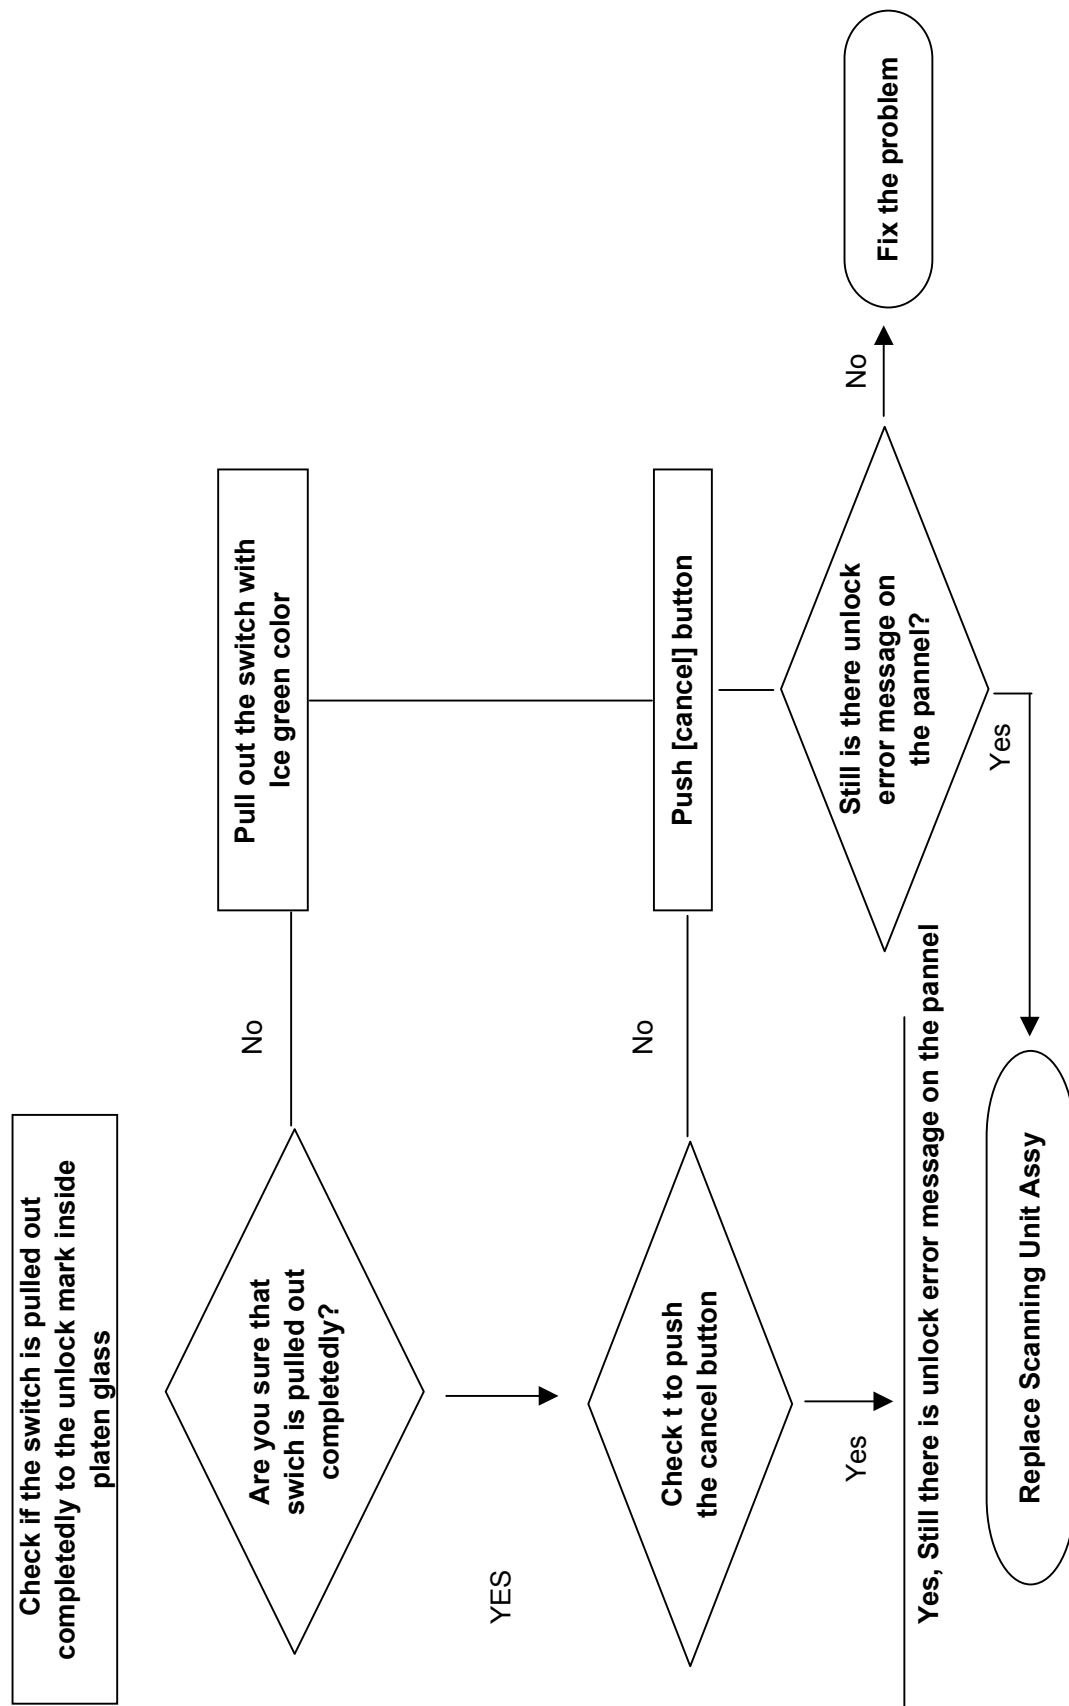 Check if the switch is pulled out
completedly to the unlock mark inside
platen glass
Are you sure that
swich is pulled out
completedly?
No
Pull out the switch with
Ice green color
YES
Check t to push
the cancel button
No
Push [cancel] button
Yes
Still is there unlock
error message on
the pannel?
No
Fix the problem
Yes
Yes, Still there is unlock error message on the pannel
Replace Scanning Unit Assy